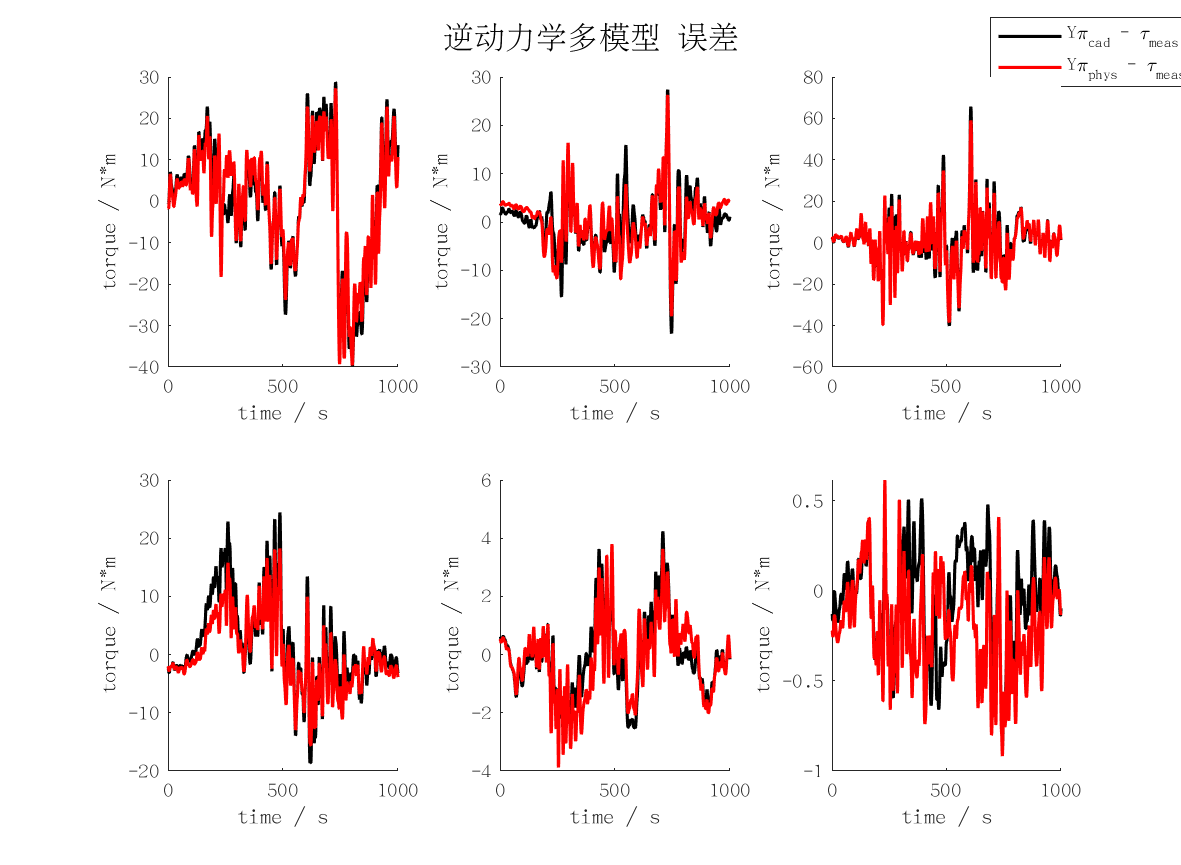 逆动力学多模型 误差
Yπcad - τmeas
Yπphys - τmeas
30
20
10
0
-10
-20
-30
-40
torque / N*m
0 500 1000
time / s
30
20
10
0
-10
-20
-30
torque / N*m
0 500 1000
time / s
80
60
40
20
0
-20
-40
-60
torque / N*m
0 500 1000
time / s
30
20
10
0
-10
-20
torque / N*m
0 500 1000
time / s
6
4
2
0
-2
-4
torque / N*m
0 500 1000
time / s
0.5
0
-0.5
-1
torque / N*m
0 500 1000
time / s